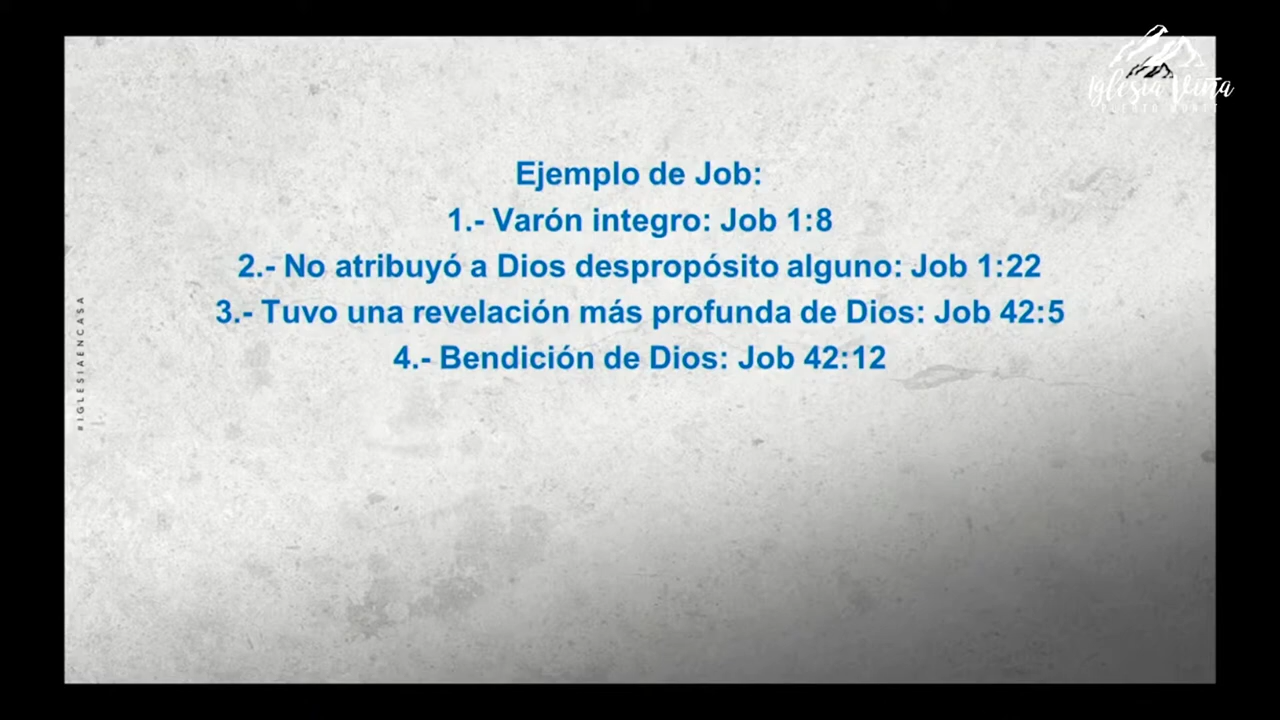 Iglesia Viña
PUERTO MONTT
Ejemplo de Job:
1.- Varón integro: Job 1:8
2.- No atribuyó a Dios despropósito alguno: Job 1:22
3.- Tuvo una revelación más profunda de Dios: Job 42:5
4.- Bendición de Dios: Job 42:12
#IGLESIAENCASA